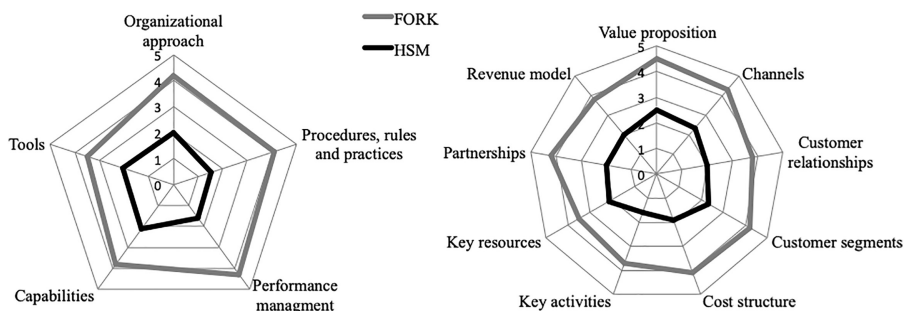 Organizational
approach
5
4
3
2
1
0
Procedures, rules
and practices
Performance
managment
Capabilities
Tools
FORK
HSM
Value proposition
5
4
3
2
1
0
Channels
Customer
relationships
Customer segments
Cost structure
Key activities
Key resources
Partnerships
Revenue model